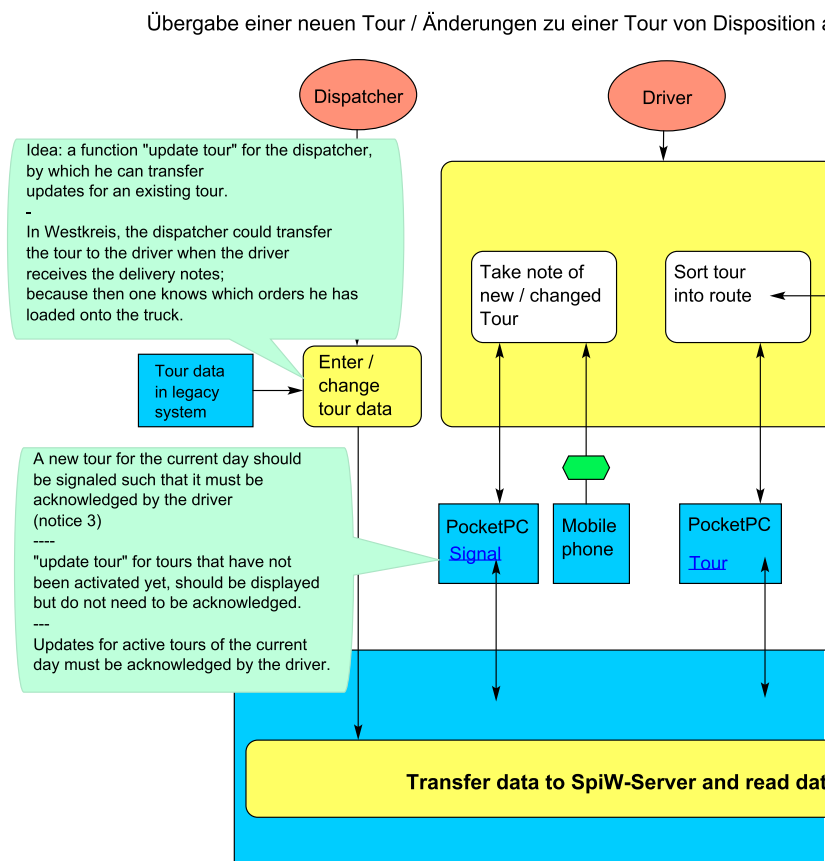 Übergabe einer neuen Tour / Änderungen zu einer Tour von Disposition
Dispatcher
Driver
Idea: a function "update tour" for the dispatcher,
by which he can transfer
updates for an existing tour.
-
In Westkreis, the dispatcher could transfer
the tour to the driver when the driver
receives the delivery notes;
because then one knows which orders he has
loaded onto the truck.
Take note of
new / changed
Tour
Sort tour
into route
Tour data
in legacy
system
Enter /
change
tour data
A new tour for the current day should
be signaled such that it must be
acknowledged by the driver
(notice 3)
----
"update tour" for tours that have not
been activated yet, should be displayed
but do not need to be acknowledged.
---
Updates for active tours of the current
day must be acknowledged by the driver.
PocketPC
Signal
Mobile
phone
PocketPC
Tour
Transfer data to SpiW-Server and read